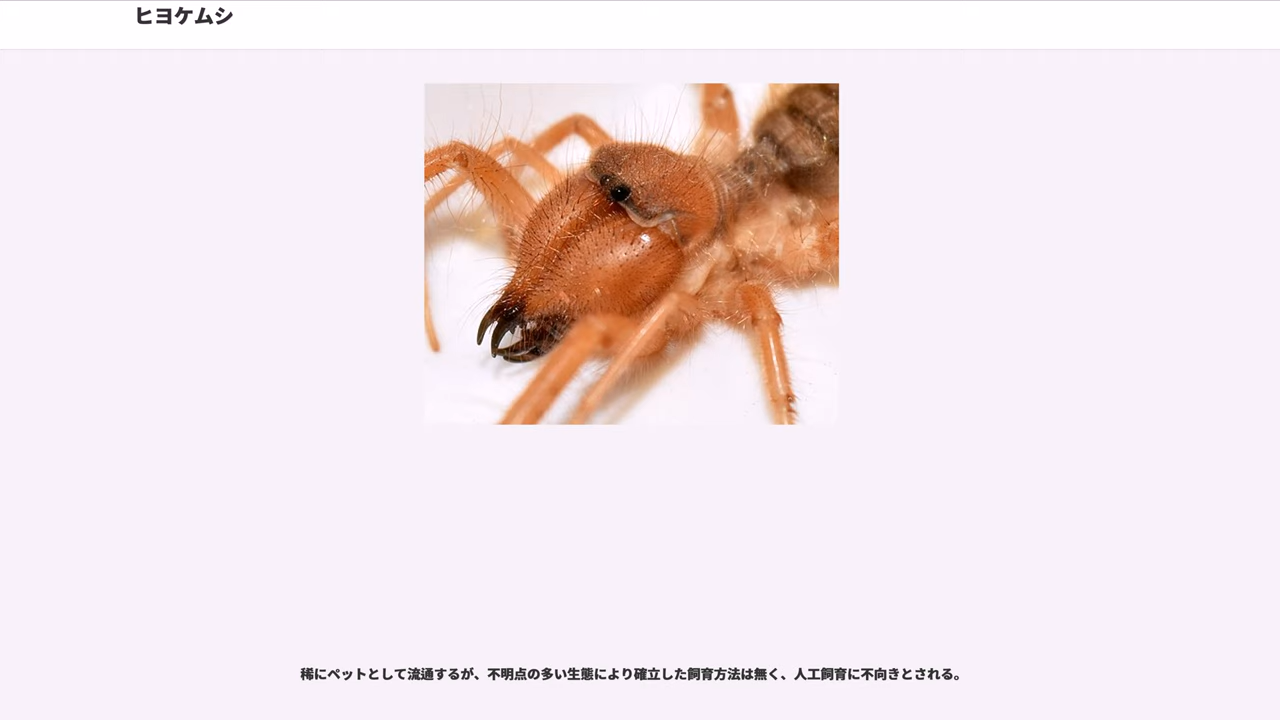 ヒヨケムシ
稀にペットとして流通するが、不明点の多い生態により確立した飼育方法は無く、人工飼育に不向きとされる。